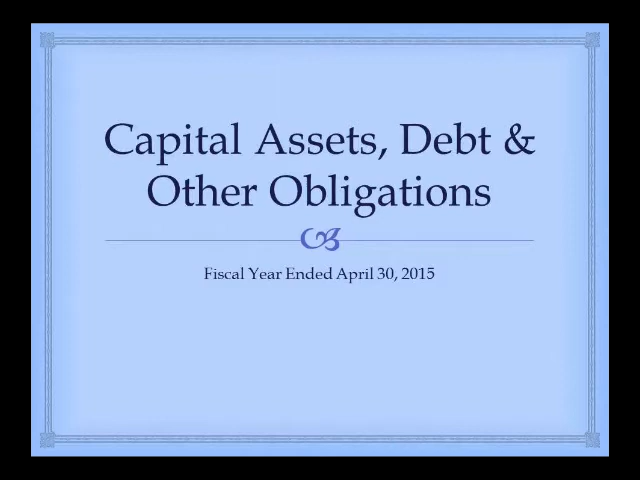 Capital Assets, Debt &
Other Obligations
Fiscal Year Ended April 30, 2015